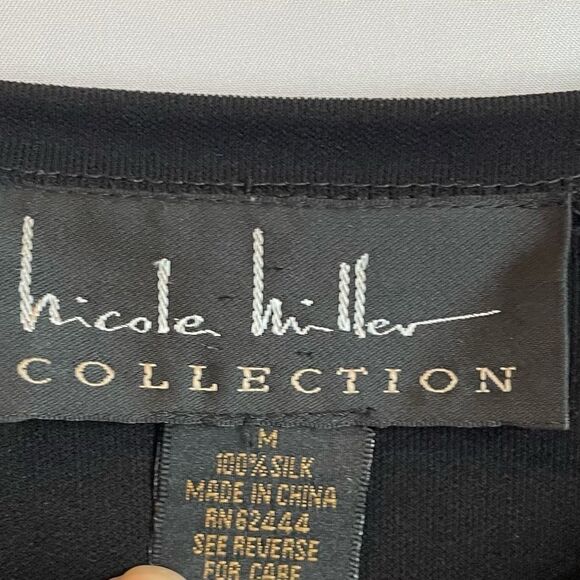 nicole miller
COLLECTION
M
100% SILK
MADE IN CHINA
RN 62444
SEE REVERSE
FOR CARE